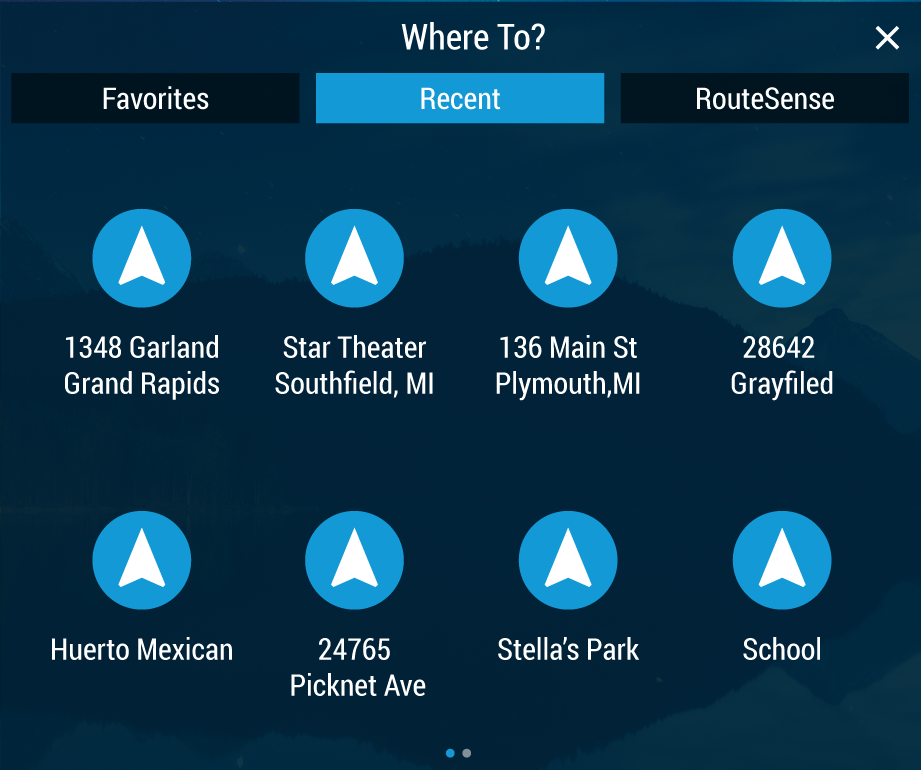 Where To?
Favorites
Recent
RouteSense
1348 Garland
Grand Rapids
Star Theater
Southfield, MI
136 Main St
Plymouth,MI
28642
Grayfiled
Huerto Mexican
24765
Picknet Ave
Stella’s Park
School